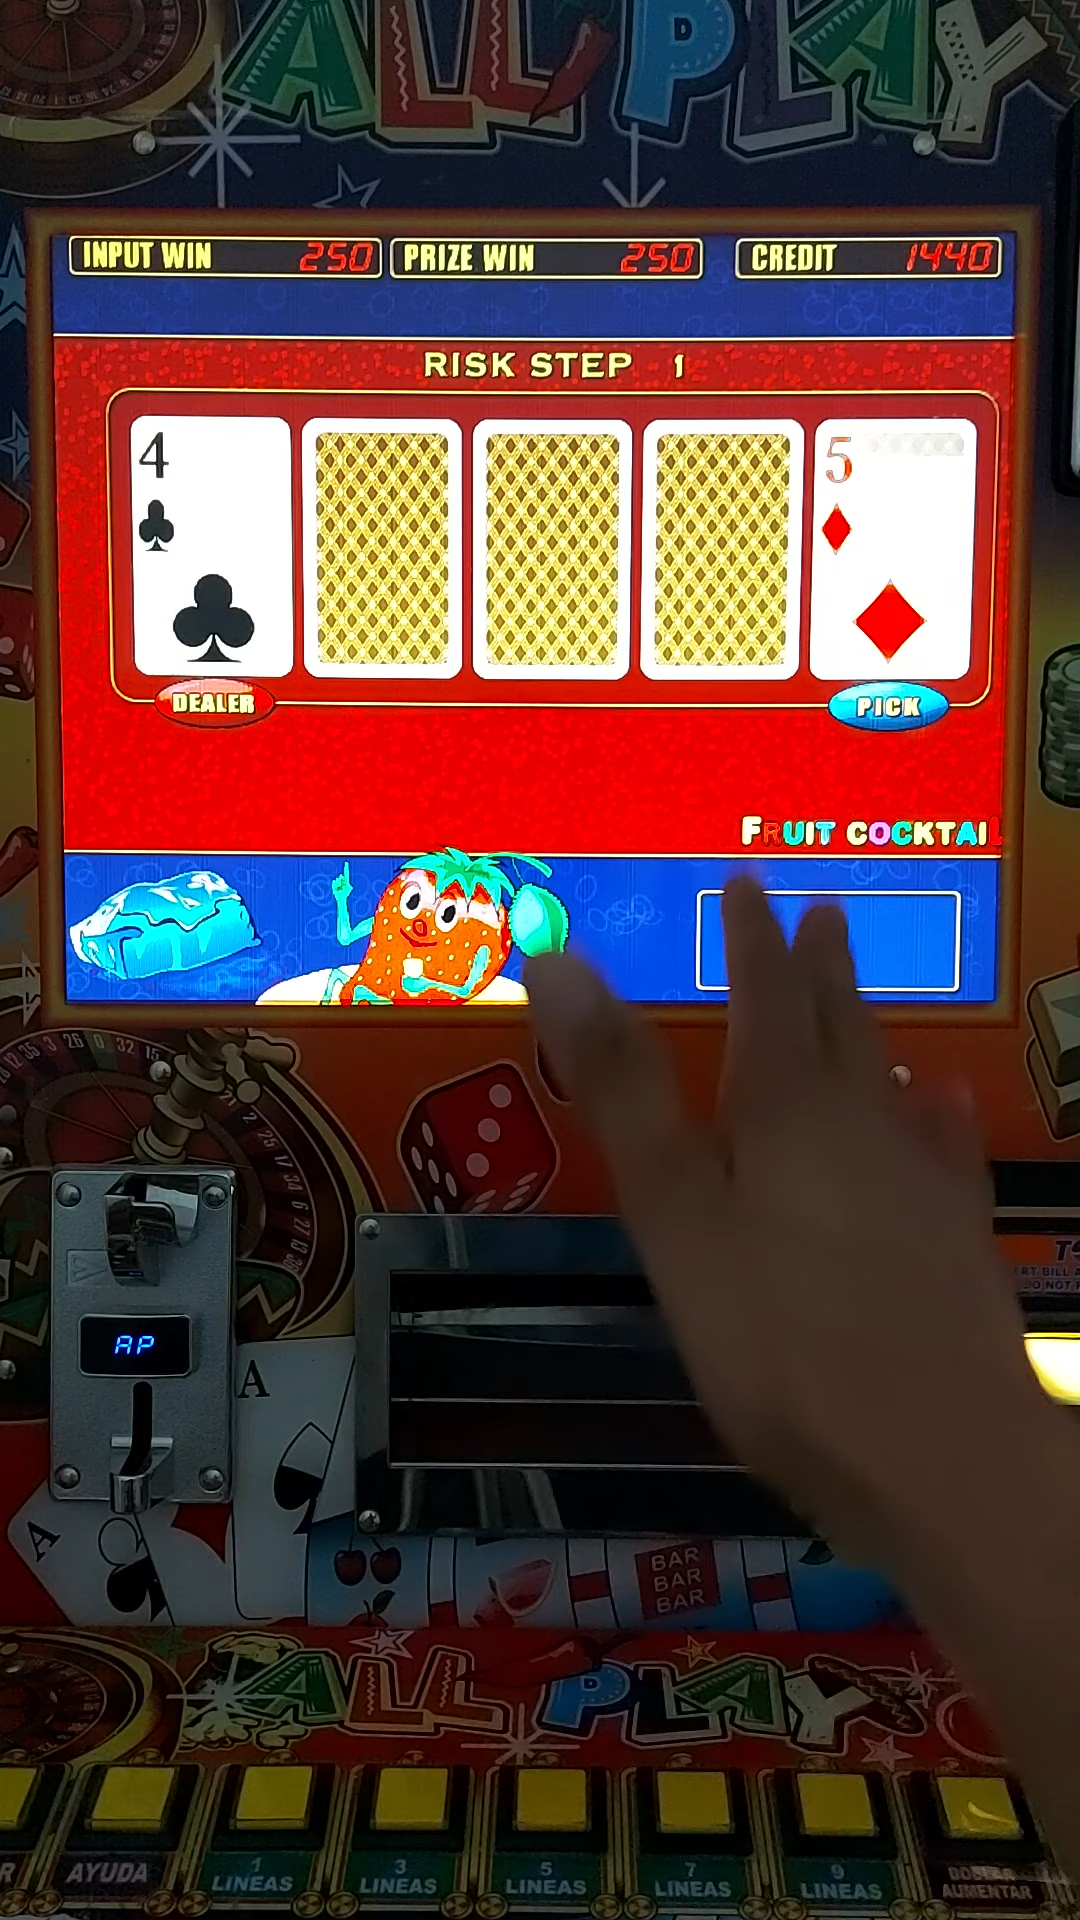 ALL PLAY
INPUT WIN 250 PRIZE WIN 250 CREDIT 1440
RISK STEP 1
4 5
DEALER PICK
FRUIT COCKTAIL
AP
A
A
BAR
BAR
BAR
ALL PLAY
AYUDA
1 LINEAS
3 LINEAS
5 LINEAS
7 LINEAS
9 LINEAS
AUMENTAR